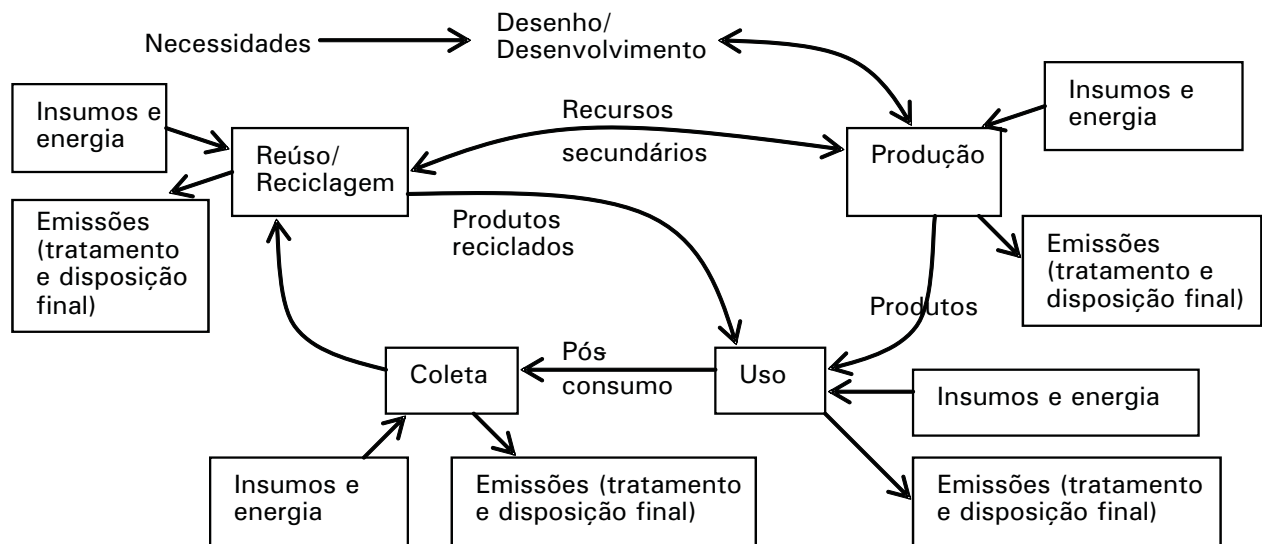 Necessidades
Desenho/
Desenvolvimento
Insumos e
energia
Reúso/
Reciclagem
Recursos
secundários
Produção
Insumos e
energia
Emissões
(tratamento
e disposição
final)
Produtos
reciclados
Emissões
(tratamento e
disposição final)
Produtos
Coleta
Pós-
consumo
Uso
Insumos e energia
Insumos e
energia
Emissões (tratamento
e disposição final)
Emissões (tratamento
e disposição final)